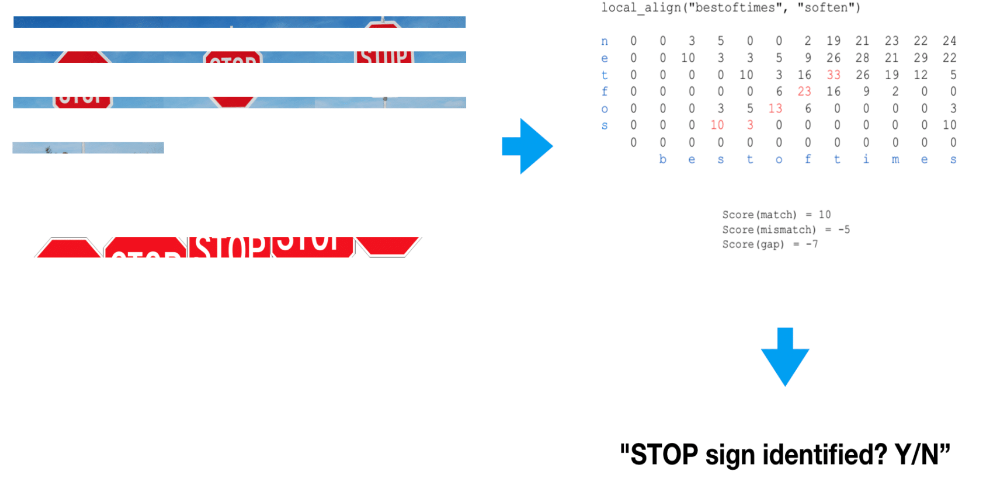 STOP
STOP
STOP
STOP
STOP
STOP
local_align("bestoftimes", "soften")
n 0 0 3 5 0 0 2 19 21 23 22 24
e 0 0 10 3 3 5 9 26 28 21 29 22
t 0 0 0 0 10 3 16 33 26 19 12 5
f 0 0 0 0 0 6 23 16 9 2 0 0
o 0 0 0 3 5 13 6 0 0 0 0 3
s 0 0 0 10 3 0 0 0 0 0 0 10
0 0 0 0 0 0 0 0 0 0 0 0
b e s t o f t i m e s
Score(match) = 10
Score(mismatch) = -5
Score(gap) = -7
"STOP sign identified? Y/N”